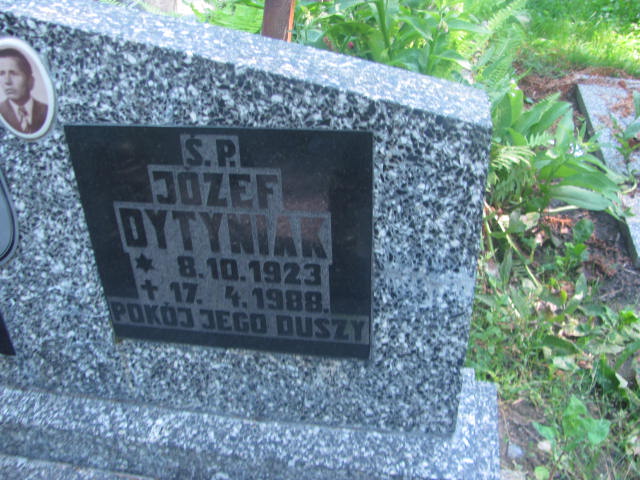 Ś.P.
JÓZEF
DYTYNIAK
* 8.10.1923
✝ 17. 4.1988.
POKÓJ JEGO DUSZY